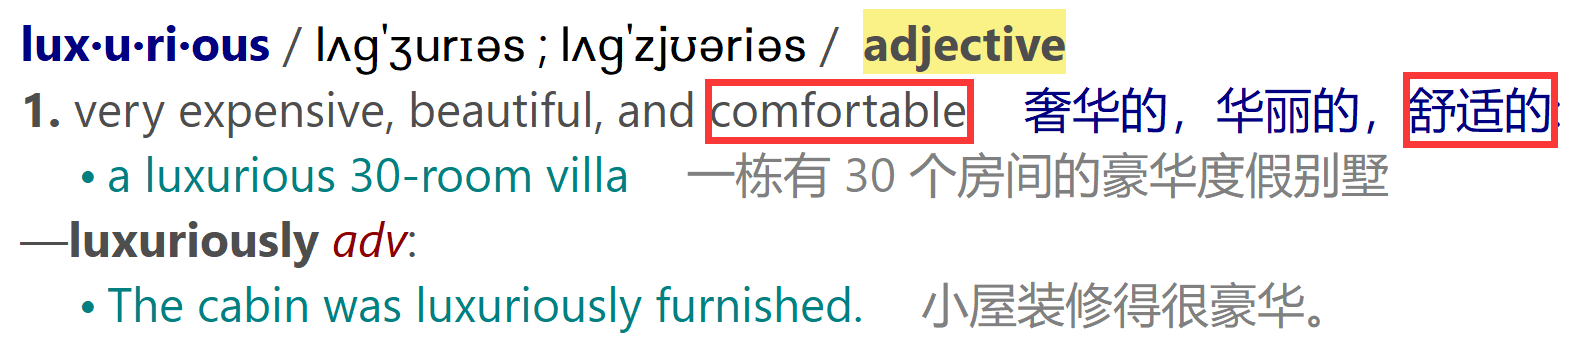 lux·u·ri·ous / lʌgˈʒurɪəs ; lʌgˈzjʊəriəs / adjective
1. very expensive, beautiful, and comfortable 奢华的，华丽的，舒适的:
• a luxurious 30-room villa 一栋有 30 个房间的豪华度假别墅
—luxuriously adv:
• The cabin was luxuriously furnished. 小屋装修得很豪华。